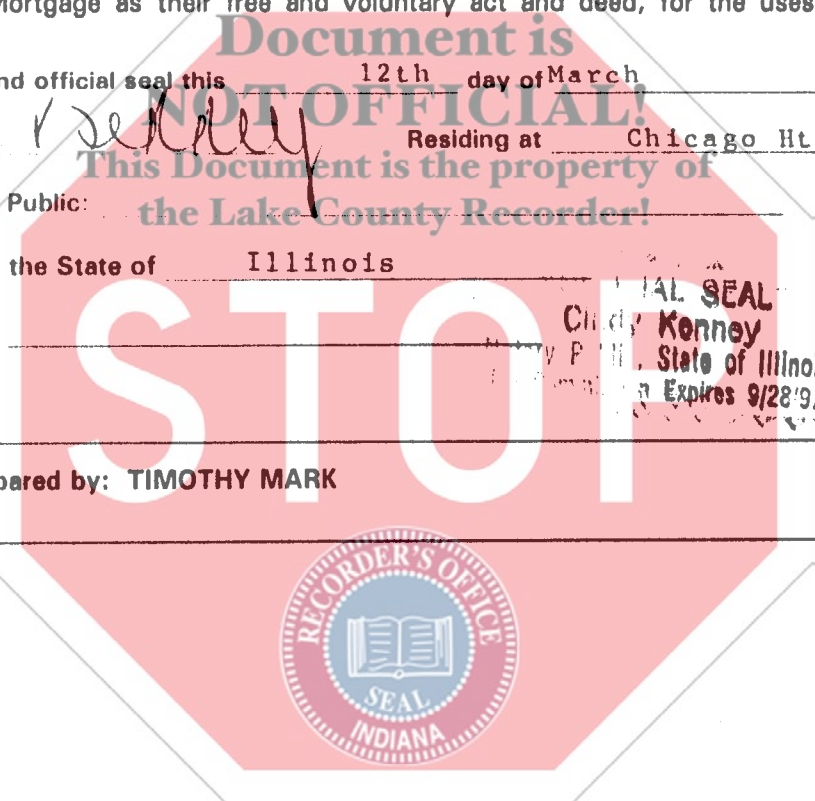 Mortgage as their free and voluntary act and deed, for the uses
Document is
nd official seal this 12th day of March
NOT OFFICIAL!
Residing at Chicago Ht
This Document is the property of
Public:
the Lake County Recorder!
the State of Illinois
STOP
IAL SEAL
Kenney
State of Illino
Expires 9/28/9
pared by: TIMOTHY MARK
RECORDER'S OFFICE
SEAL
INDIANA